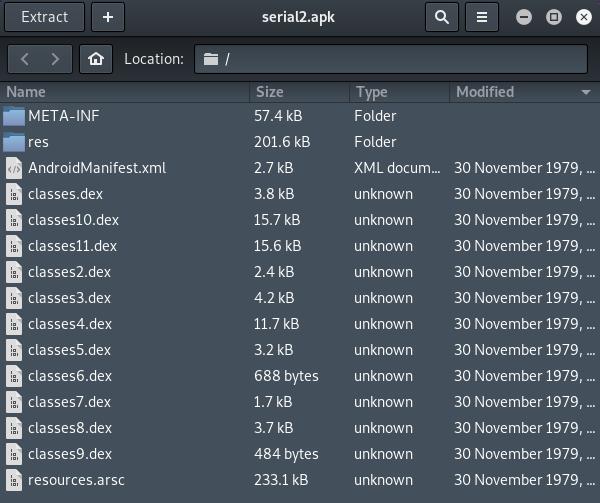 Extract + serial2.apk
Location: /
Name Size Type Modified
META-INF 57.4 kB Folder
res 201.6 kB Folder
AndroidManifest.xml 2.7 kB XML docum... 30 November 1979, ...
classes.dex 3.8 kB unknown 30 November 1979, ...
classes10.dex 15.7 kB unknown 30 November 1979, ...
classes11.dex 15.6 kB unknown 30 November 1979, ...
classes2.dex 2.4 kB unknown 30 November 1979, ...
classes3.dex 4.2 kB unknown 30 November 1979, ...
classes4.dex 11.7 kB unknown 30 November 1979, ...
classes5.dex 3.2 kB unknown 30 November 1979, ...
classes6.dex 688 bytes unknown 30 November 1979, ...
classes7.dex 1.7 kB unknown 30 November 1979, ...
classes8.dex 3.7 kB unknown 30 November 1979, ...
classes9.dex 484 bytes unknown 30 November 1979, ...
resources.arsc 233.1 kB unknown 30 November 1979, ...